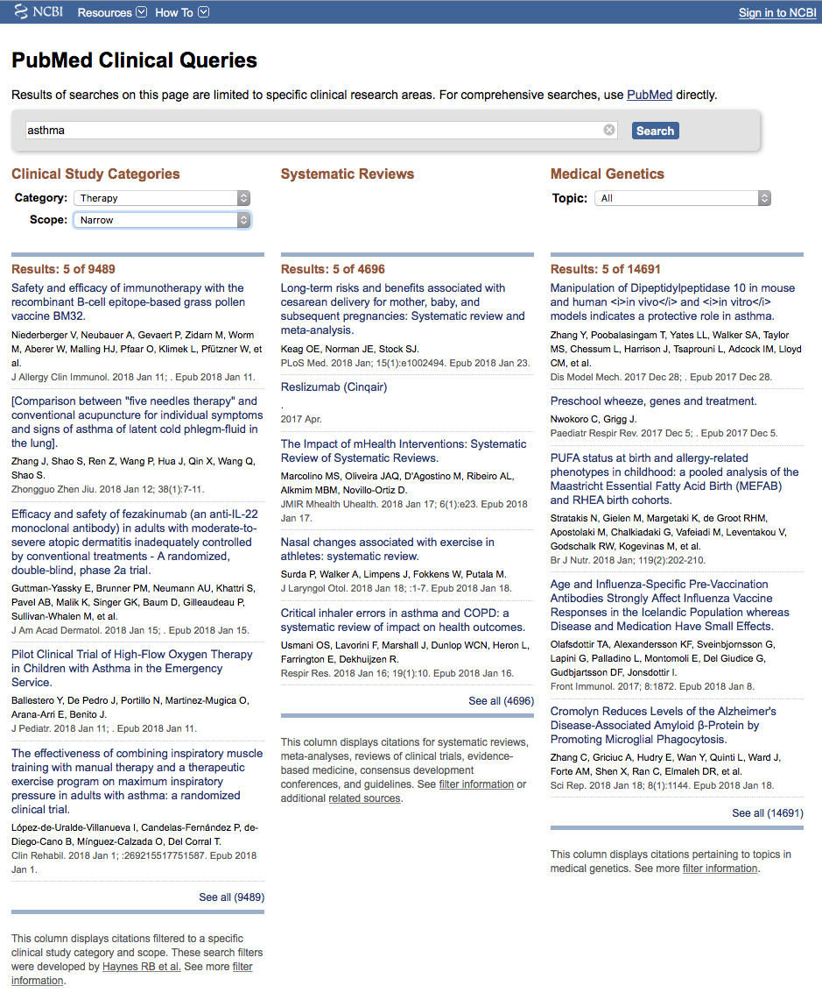 NCBI Resources How To Sign in to NCBI
PubMed Clinical Queries
Results of searches on this page are limited to specific clinical research areas. For comprehensive searches, use PubMed directly.
asthma Search
Clinical Study Categories
Category: Therapy
Scope: Narrow
Results: 5 of 9489
Safety and efficacy of immunotherapy with the
recombinant B-cell epitope-based grass pollen
vaccine BM32.
Niederberger V, Neubauer A, Gevaert P, Zidarn M, Worm
M, Aberer W, Malling HJ, Pfaar O, Klimek L, Pfützner W, et
al.
J Allergy Clin Immunol. 2018 Jan 11; . Epub 2018 Jan 11.
[Comparison between "five needles therapy" and
conventional acupuncture for individual symptoms
and signs of asthma of latent cold phlegm-fluid in
the lung].
Zhang J, Shao S, Ren Z, Wang P, Hua J, Qin X, Wang Q,
Shao S.
Zhongguo Zhen Jiu. 2018 Jan 12; 38(1):7-11.
Efficacy and safety of fezakinumab (an anti-IL-22
monoclonal antibody) in adults with moderate-to-
severe atopic dermatitis inadequately controlled
by conventional treatments - A randomized,
double-blind, phase 2a trial.
Guttman-Yassky E, Brunner PM, Neumann AU, Khattri S,
Pavel AB, Malik K, Singer GK, Baum D, Gilleaudeau P,
Sullivan-Whalen M, et al.
J Am Acad Dermatol. 2018 Jan 15; . Epub 2018 Jan 15.
Pilot Clinical Trial of High-Flow Oxygen Therapy
in Children with Asthma in the Emergency
Service.
Ballestero Y, De Pedro J, Portillo N, Martinez-Mugica O,
Arana-Arri E, Benito J.
J Pediatr. 2018 Jan 11; . Epub 2018 Jan 11.
The effectiveness of combining inspiratory muscle
training with manual therapy and a therapeutic
exercise program on maximum inspiratory
pressure in adults with asthma: a randomized
clinical trial.
López-de-Uralde-Villanueva I, Candelas-Fernández P, de-
Diego-Cano B, Mínguez-Calzada O, Del Corral T.
Clin Rehabil. 2018 Jan 1; :269215517751587. Epub 2018
Jan 1.
See all (9489)
This column displays citations filtered to a specific
clinical study category and scope. These search filters
were developed by Haynes RB et al. See more filter
information.
Systematic Reviews
Results: 5 of 4696
Long-term risks and benefits associated with
cesarean delivery for mother, baby, and
subsequent pregnancies: Systematic review and
meta-analysis.
Keag OE, Norman JE, Stock SJ.
PLoS Med. 2018 Jan; 15(1):e1002494. Epub 2018 Jan 23.
Reslizumab (Cinqair)
.
2017 Apr.
The Impact of mHealth Interventions: Systematic
Review of Systematic Reviews.
Marcolino MS, Oliveira JAQ, D'Agostino M, Ribeiro AL,
Alkmim MBM, Novillo-Ortiz D.
JMIR Mhealth Uhealth. 2018 Jan 17; 6(1):e23. Epub 2018
Jan 17.
Nasal changes associated with exercise in
athletes: systematic review.
Surda P, Walker A, Limpens J, Fokkens W, Putala M.
J Laryngol Otol. 2018 Jan 18; :1-7. Epub 2018 Jan 18.
Critical inhaler errors in asthma and COPD: a
systematic review of impact on health outcomes.
Usmani OS, Lavorini F, Marshall J, Dunlop WCN, Heron L,
Farrington E, Dekhuijzen R.
Respir Res. 2018 Jan 16; 19(1):10. Epub 2018 Jan 16.
See all (4696)
This column displays citations for systematic reviews,
meta-analyses, reviews of clinical trials, evidence-
based medicine, consensus development
conferences, and guidelines. See filter information or
additional related sources.
Medical Genetics
Topic: All
Results: 5 of 14691
Manipulation of Dipeptidylpeptidase 10 in mouse
and human <i>in vivo</i> and <i>in vitro</i>
models indicates a protective role in asthma.
Zhang Y, Poobalasingam T, Yates LL, Walker SA, Taylor
MS, Chessum L, Harrison J, Tsaprouni L, Adcock IM, Lloyd
CM, et al.
Dis Model Mech. 2017 Dec 28; . Epub 2017 Dec 28.
Preschool wheeze, genes and treatment.
Nwokoro C, Grigg J.
Paediatr Respir Rev. 2017 Dec 5; . Epub 2017 Dec 5.
PUFA status at birth and allergy-related
phenotypes in childhood: a pooled analysis of the
Maastricht Essential Fatty Acid Birth (MEFAB)
and RHEA birth cohorts.
Stratakis N, Gielen M, Margetaki K, de Groot RHM,
Apostolaki M, Chalkiadaki G, Vafeiadi M, Leventakou V,
Godschalk RW, Kogevinas M, et al.
Br J Nutr. 2018 Jan; 119(2):202-210.
Age and Influenza-Specific Pre-Vaccination
Antibodies Strongly Affect Influenza Vaccine
Responses in the Icelandic Population whereas
Disease and Medication Have Small Effects.
Olafsdottir TA, Alexandersson KF, Sveinbjornsson G,
Lapini G, Palladino L, Montomoli E, Del Giudice G,
Gudbjartsson DF, Jonsdottir I.
Front Immunol. 2017; 8:1872. Epub 2018 Jan 8.
Cromolyn Reduces Levels of the Alzheimer's
Disease-Associated Amyloid β-Protein by
Promoting Microglial Phagocytosis.
Zhang C, Griciuc A, Hudry E, Wan Y, Quinti L, Ward J,
Forte AM, Shen X, Ran C, Elmaleh DR, et al.
Sci Rep. 2018 Jan 18; 8(1):1144. Epub 2018 Jan 18.
See all (14691)
This column displays citations pertaining to topics in
medical genetics. See more filter information.